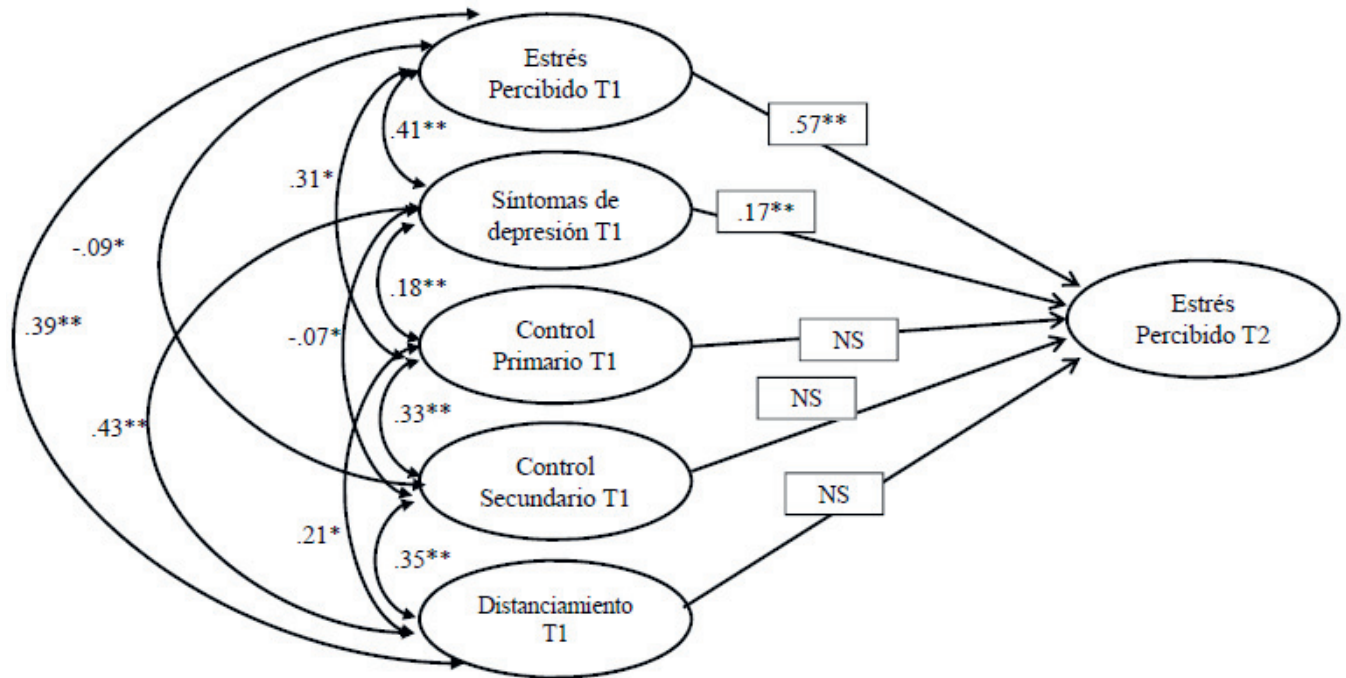 Estrés
Percibido T1
.57**
.41**
.31*
Síntomas de
depresión T1
.17**
-.09*
.18**
Estrés
Percibido T2
.39**
-.07*
Control
Primario T1
NS
NS
.33**
.43**
Control
Secundario T1
NS
.21*
.35**
Distanciamiento
T1